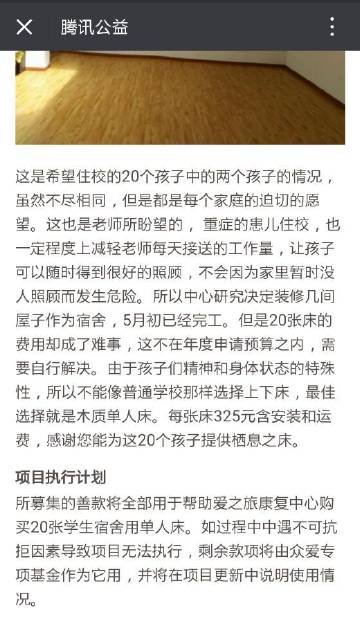 腾讯公益
这是希望住校的20个孩子中的两个孩子的情况，
虽然不尽相同，但是都是每个家庭的迫切的愿
望。这也是老师所盼望的， 重症的患儿住校，也
一定程度上减轻老师每天接送的工作量，让孩子
可以随时得到很好的照顾，不会因为家里暂时没
人照顾而发生危险。所以中心研究决定装修几间
屋子作为宿舍，5月初已经完工。但是20张床的
费用却成了难事，这不在年度申请预算之内，需
要自行解决。由于孩子们精神和身体状态的特殊
性，所以不能像普通学校那样选择上下床，最佳
选择就是木质单人床。每张床325元含安装和运
费，感谢您能为这20个孩子提供栖息之床。
项目执行计划
所募集的善款将全部用于帮助爱之旅康复中心购
买20张学生宿舍用单人床。如过程中中遇不可抗
拒因素导致项目无法执行，剩余款项将由众爱专
项基金作为它用，并将在项目更新中说明使用情
况。